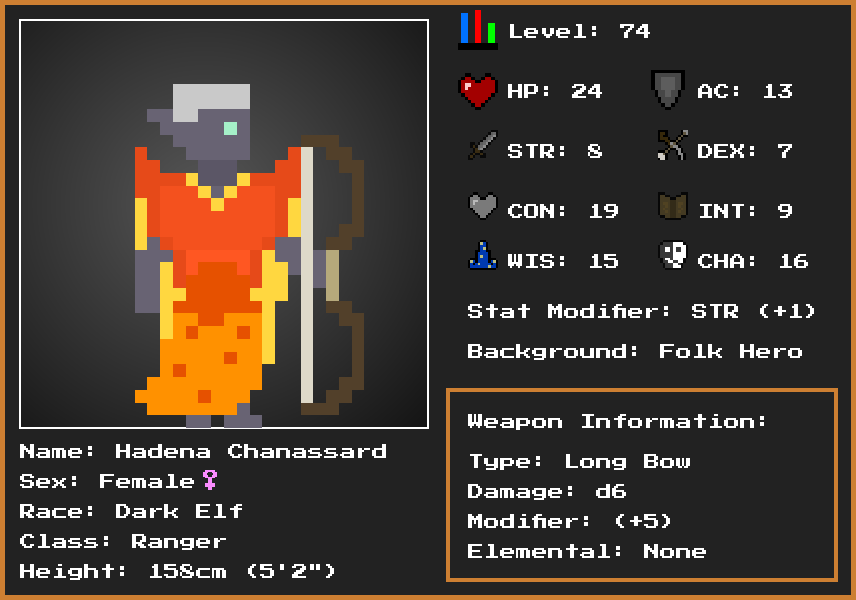 Level: 74
HP: 24 AC: 13
STR: 8 DEX: 7
CON: 19 INT: 9
WIS: 15 CHA: 16
Stat Modifier: STR (+1)
Background: Folk Hero
Weapon Information:
Type: Long Bow
Damage: d6
Modifier: (+5)
Elemental: None
Name: Hadena Chanassard
Sex: Female♀
Race: Dark Elf
Class: Ranger
Height: 158cm (5'2")